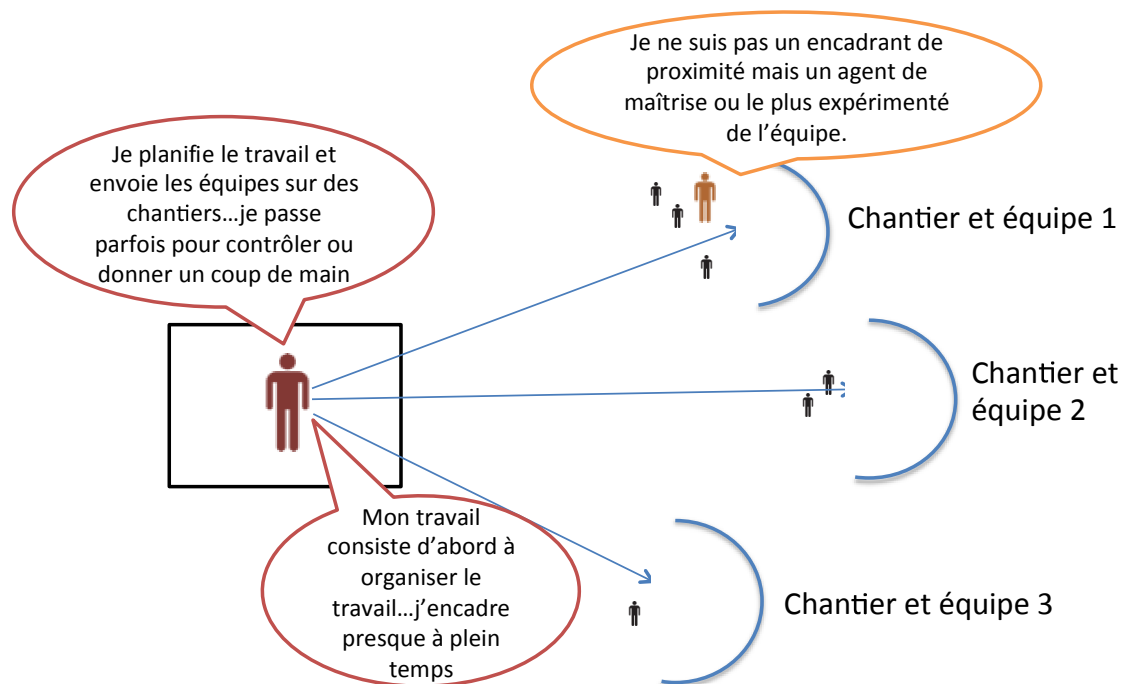 Je ne suis pas un encadrant de
proximité mais un agent de
maîtrise ou le plus expérimenté
de l’équipe.
Je planifie le travail et
envoie les équipes sur des
chantiers…je passe
parfois pour contrôler ou
donner un coup de main
Chantier et équipe 1
Chantier et
équipe 2
Mon travail
consiste d’abord à
organiser le
travail…j’encadre
presque à plein
temps
Chantier et équipe 3